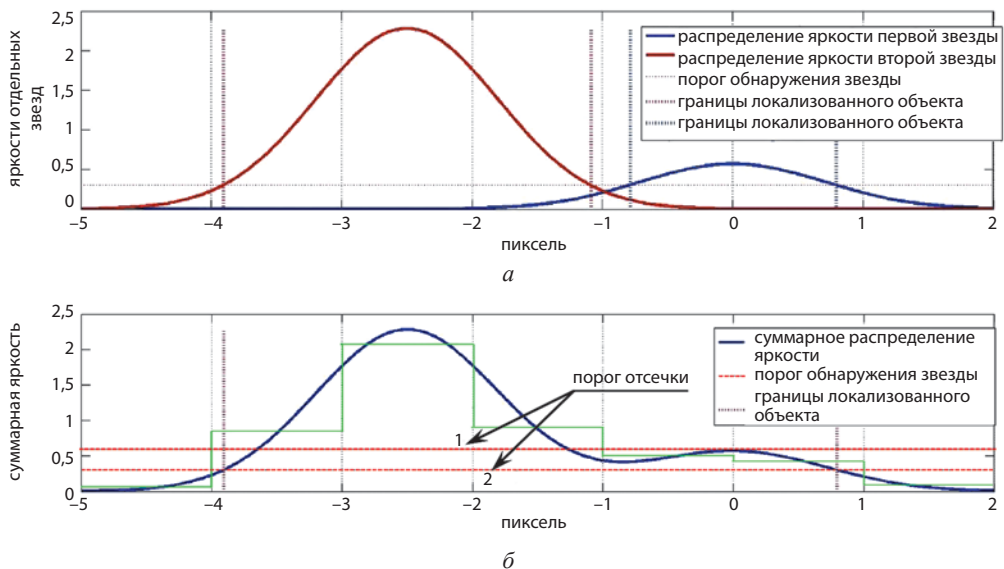 2,5
2
1,5
1
0,5
0
яркости отдельных
звезд
распределение яркости первой звезды
распределение яркости второй звезды
порог обнаружения звезды
границы локализованного объекта
границы локализованного объекта
–5 –4 –3 –2 –1 0 1 2
пиксель
а
2,5
2
1,5
1
0,5
0
суммарная яркость
суммарное распределение
яркости
порог обнаружения звезды
границы локализованного
объекта
порог отсечки
1
2
–5 –4 –3 –2 –1 0 1 2
пиксель
б